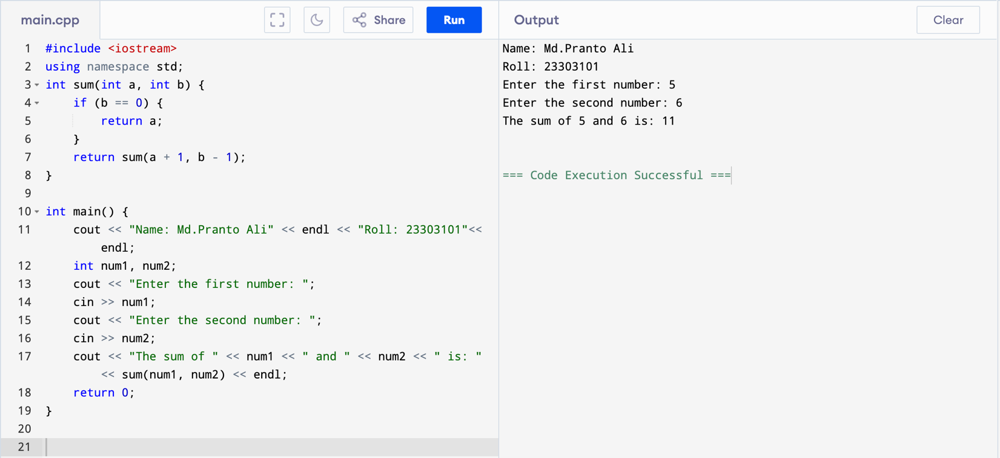 main.cpp
Share
Run
Output
Clear
1 #include <iostream>
2 using namespace std;
3 int sum(int a, int b) {
4     if (b == 0) {
5         return a;
6     }
7     return sum(a + 1, b - 1);
8 }
9
10 int main() {
11     cout << "Name: Md.Pranto Ali" << endl << "Roll: 23303101"<<
        endl;
12     int num1, num2;
13     cout << "Enter the first number: ";
14     cin >> num1;
15     cout << "Enter the second number: ";
16     cin >> num2;
17     cout << "The sum of " << num1 << " and " << num2 << " is: "
        << sum(num1, num2) << endl;
18     return 0;
19 }
20
21
Name: Md.Pranto Ali
Roll: 23303101
Enter the first number: 5
Enter the second number: 6
The sum of 5 and 6 is: 11
=== Code Execution Successful ===